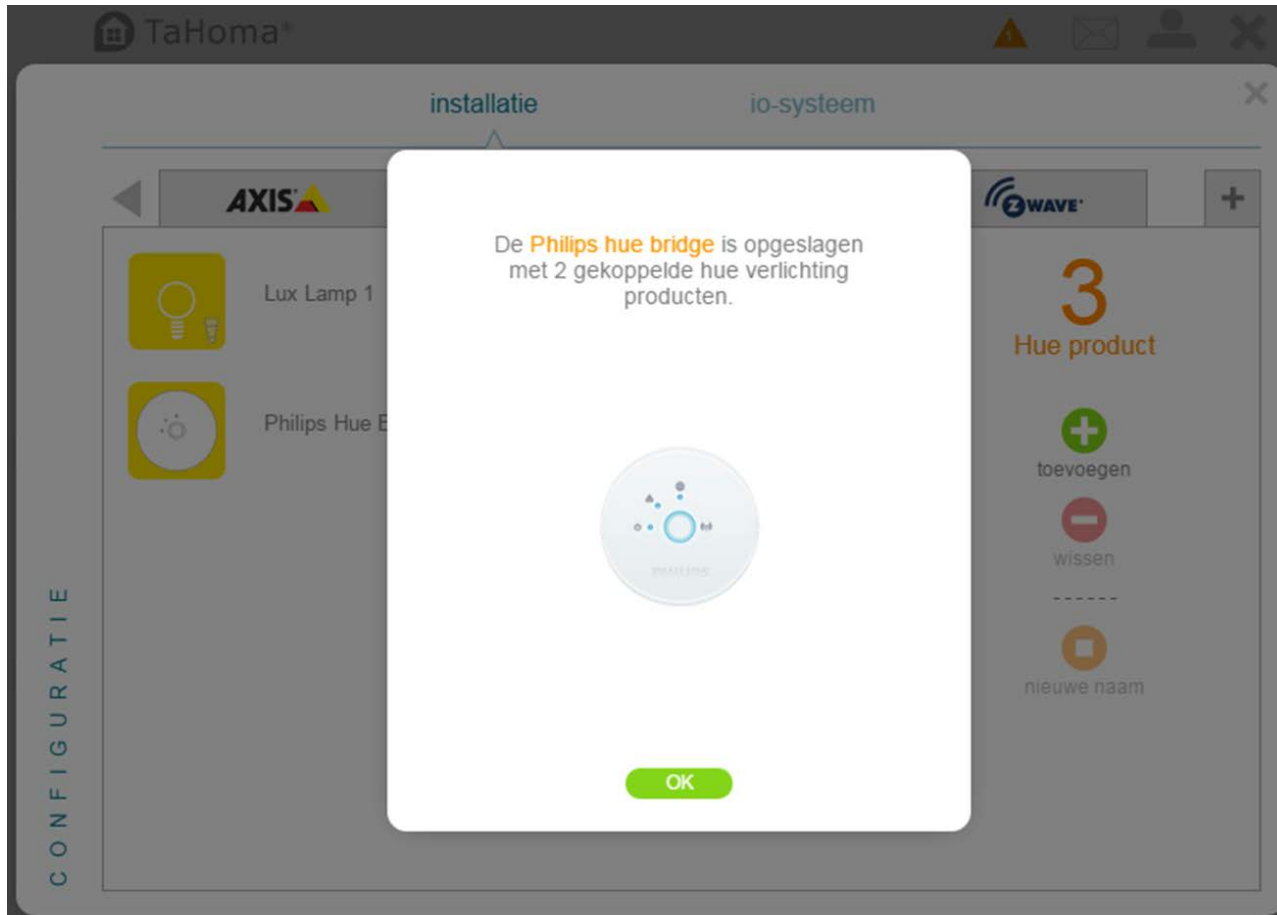 TaHoma®
1
installatie
io-systeem
AXIS
Z WAVE
+
De Philips hue bridge is opgeslagen
met 2 gekoppelde hue verlichting
producten.
Lux Lamp 1
Philips Hue
3
Hue product
toevoegen
wissen
------
nieuwe naam
OK
CONFIGURATIE